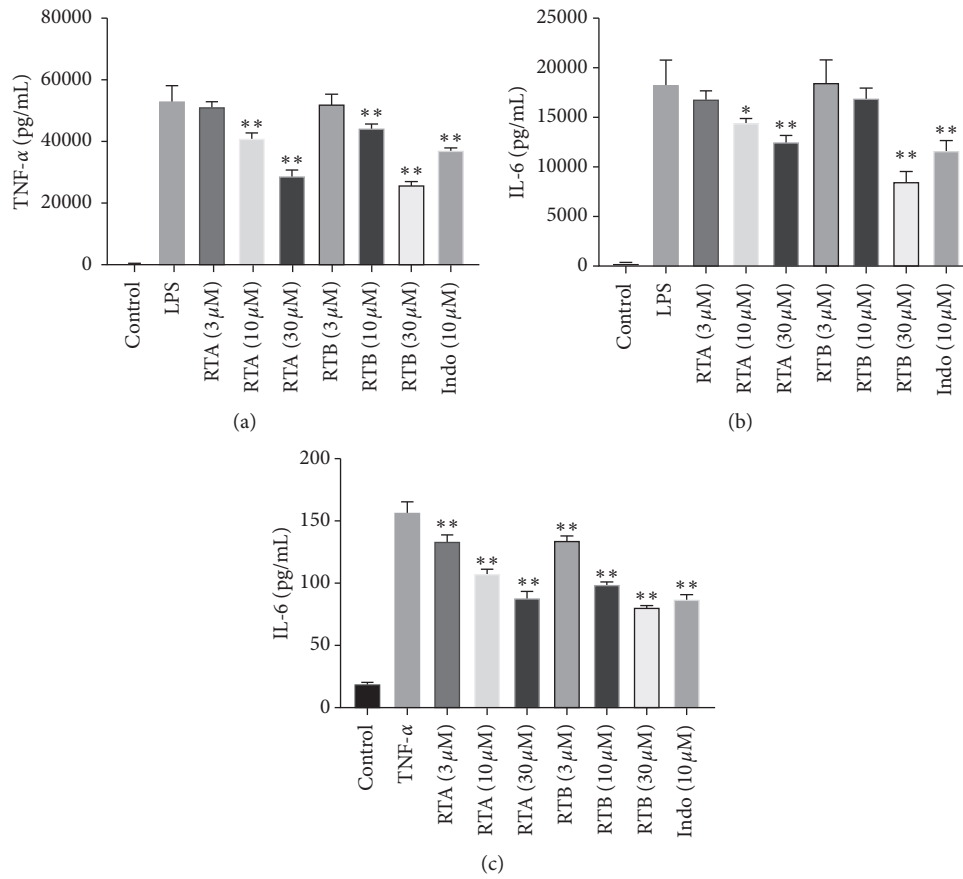 80000
60000
40000
20000
0
TNF-α (pg/mL)
** ** ** ** **
Control
LPS
RTA (3 μM)
RTA (10 μM)
RTA (30 μM)
RTB (3 μM)
RTB (10 μM)
RTB (30 μM)
Indo (10 μM)
(a)
25000
20000
15000
10000
5000
0
IL-6 (pg/mL)
* ** ** **
Control
LPS
RTA (3 μM)
RTA (10 μM)
RTA (30 μM)
RTB (3 μM)
RTB (10 μM)
RTB (30 μM)
Indo (10 μM)
(b)
200
150
100
50
0
IL-6 (pg/mL)
** ** ** ** ** ** **
Control
TNF-α
RTA (3 μM)
RTA (10 μM)
RTA (30 μM)
RTB (3 μM)
RTB (10 μM)
RTB (30 μM)
Indo (10 μM)
(c)